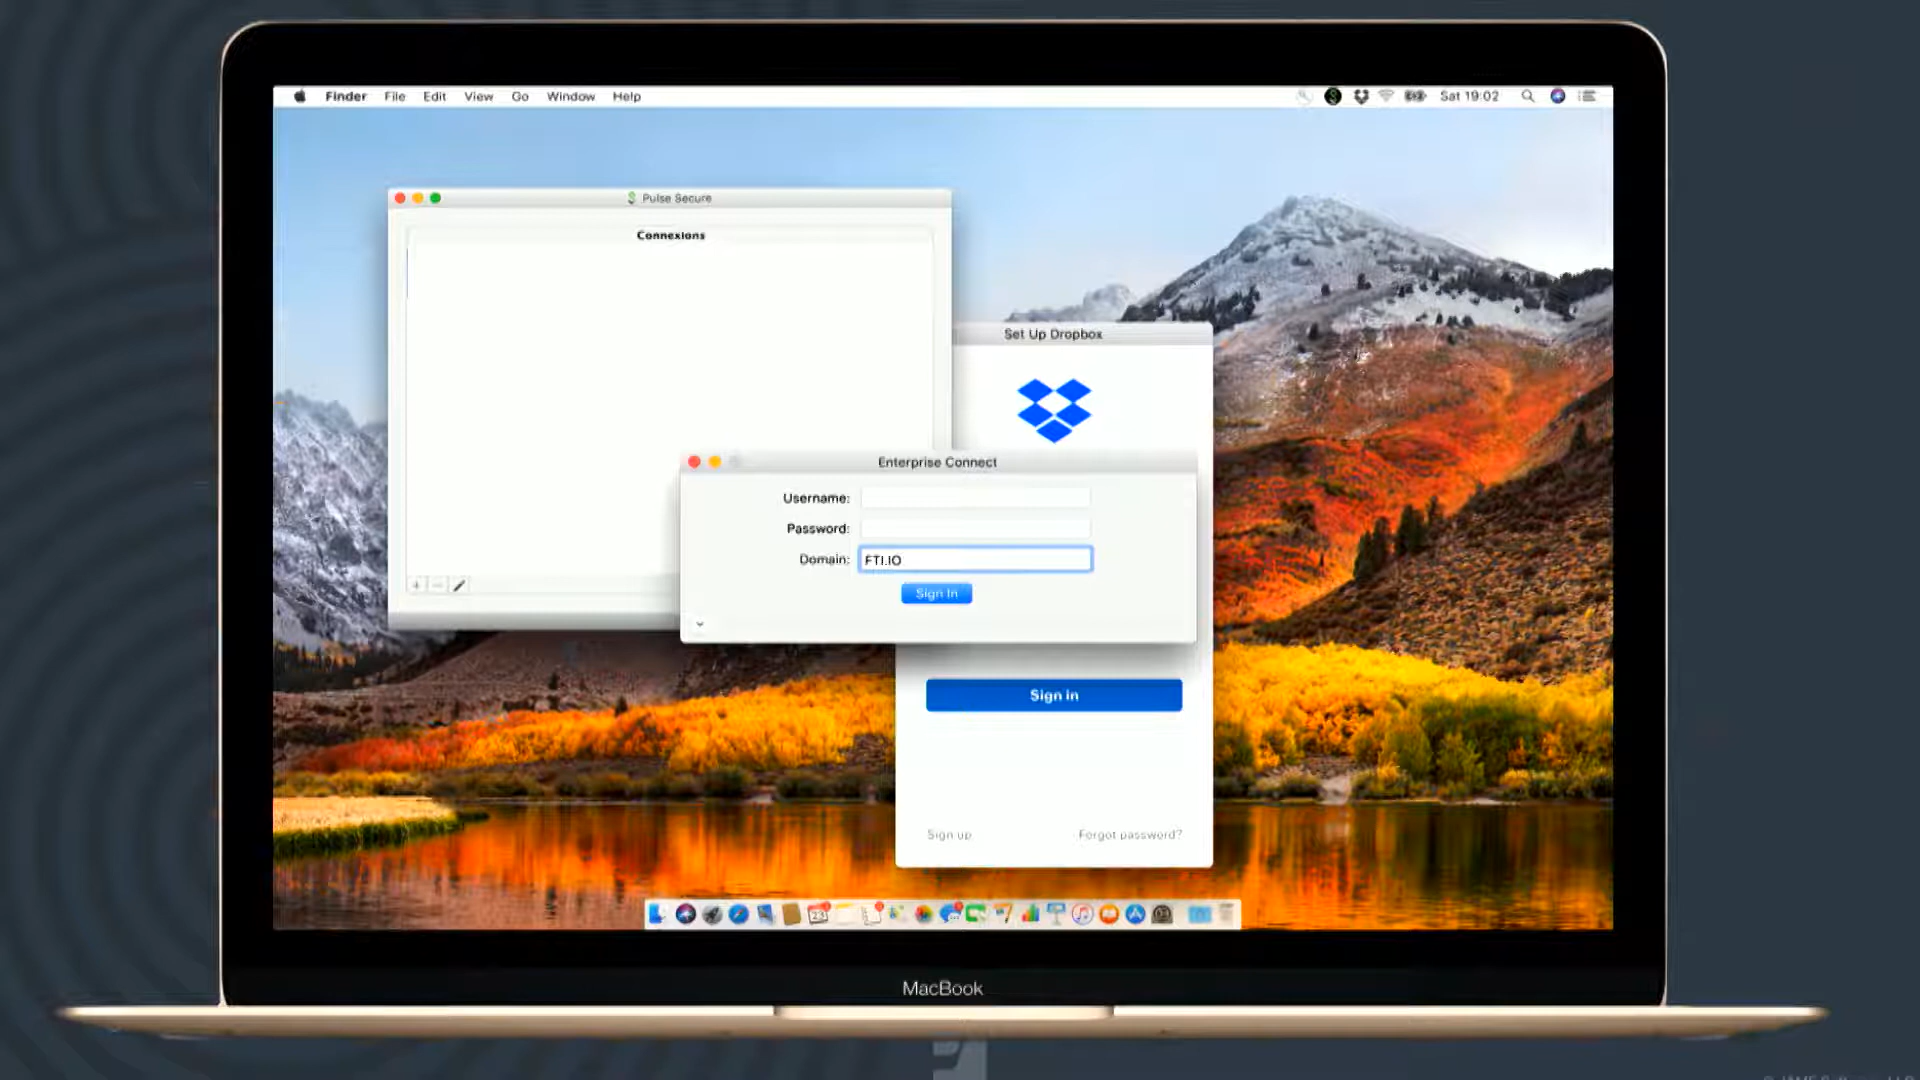 Finder File Edit View Go Window Help Sat 19:02
Pulse Secure
Connexions
Set Up Dropbox
Enterprise Connect
Username:
Password:
Domain: FTI.IO
Sign In
Sign in
Sign up Forgot password?
MacBook